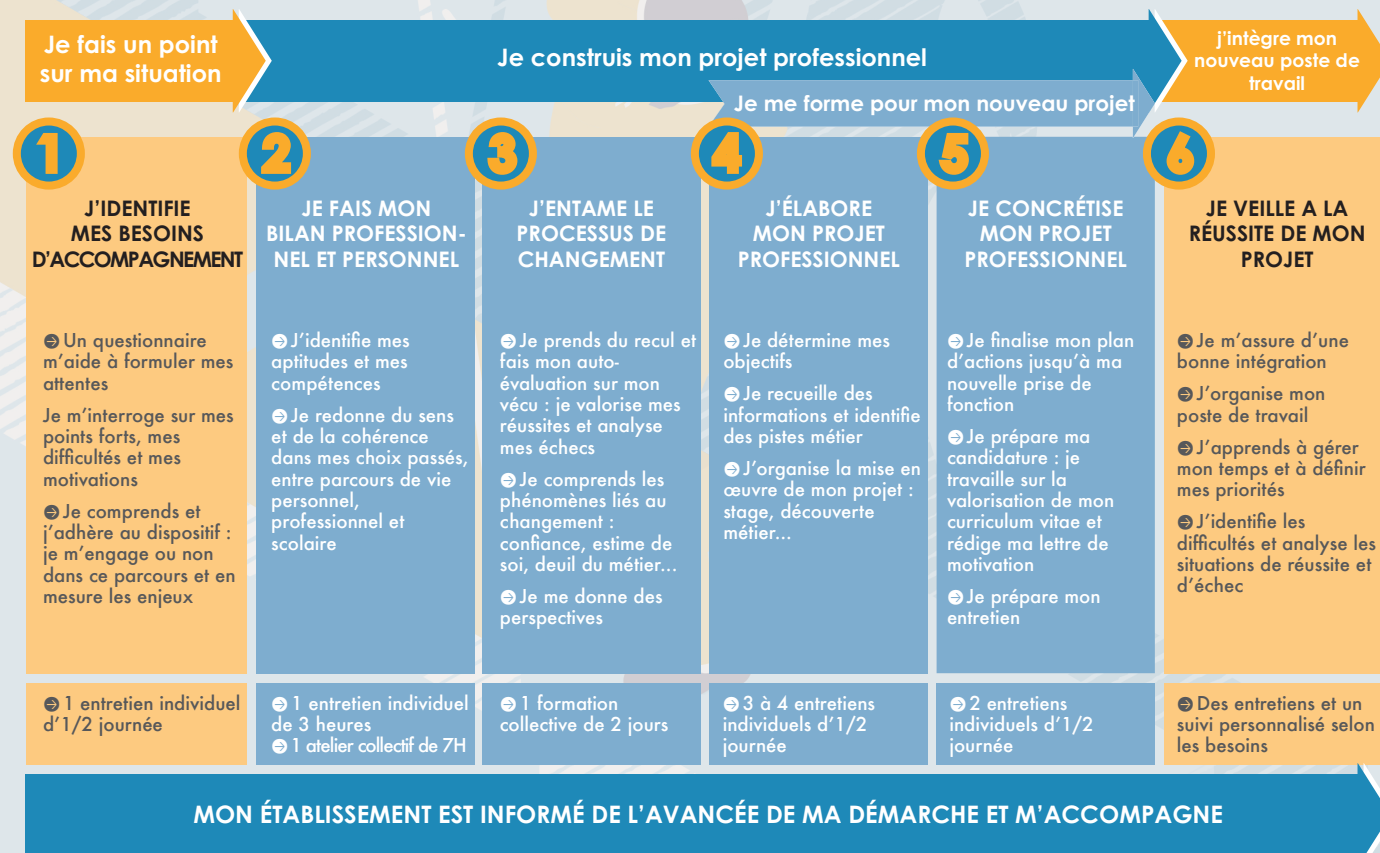 Je fais un point
sur ma situation
Je construis mon projet professionnel
Je me forme pour mon nouveau projet
j'intègre mon
nouveau poste de
travail
1
J'IDENTIFIE
MES BESOINS
D'ACCOMPAGNEMENT
Un questionnaire
m'aide à formuler mes
attentes
Je m'interroge sur mes
points forts, mes
difficultés et mes
motivations
Je comprends et
j'adhère au dispositif :
je m'engage ou non
dans ce parcours et en
mesure les enjeux
1 entretien individuel
d'1/2 journée
2
JE FAIS MON
BILAN PROFESSION-
NEL ET PERSONNEL
J'identifie mes
aptitudes et mes
compétences
Je redonne du sens
et de la cohérence
dans mes choix passés,
entre parcours de vie
personnel,
professionnel et
scolaire
1 entretien individuel
de 3 heures
1 atelier collectif de 7H
3
J'ENTAME LE
PROCESSUS DE
CHANGEMENT
Je prends du recul et
fais mon auto-
évaluation sur mon
vécu : je valorise mes
réussites et analyse
mes échecs
Je comprends les
phénomènes liés au
changement :
confiance, estime de
soi, deuil du métier...
Je me donne des
perspectives
1 formation
collective de 2 jours
4
J'ÉLABORE
MON PROJET
PROFESSIONNEL
Je détermine mes
objectifs
Je recueille des
informations et identifie
des pistes métier
J'organise la mise en
œuvre de mon projet :
stage, découverte
métier...
3 à 4 entretiens
individuels d'1/2
journée
5
JE CONCRÉTISE
MON PROJET
PROFESSIONNEL
Je finalise mon plan
d'actions jusqu'à ma
nouvelle prise de
fonction
Je prépare ma
candidature : je
travaille sur la
valorisation de mon
curriculum vitae et
rédige ma lettre de
motivation
Je prépare mon
entretien
2 entretiens
individuels d'1/2
journée
6
JE VEILLE A LA
RÉUSSITE DE MON
PROJET
Je m'assure d'une
bonne intégration
J'organise mon
poste de travail
J'apprends à gérer
mon temps et à définir
mes priorités
J'identifie les
difficultés et analyse les
situations de réussite et
d'échec
Des entretiens et un
suivi personnalisé selon
les besoins
MON ÉTABLISSEMENT EST INFORMÉ DE L'AVANCÉE DE MA DÉMARCHE ET M'ACCOMPAGNE